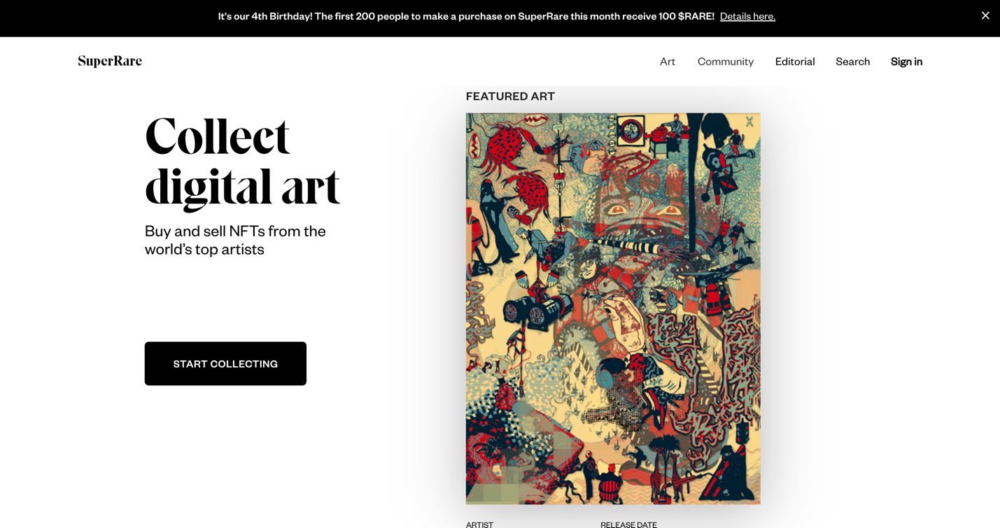 It's our 4th Birthday! The first 200 people to make a purchase on SuperRare this month receive 100 $RARE! Details here.
SuperRare
Art Community Editorial Search Sign in
FEATURED ART
Collect
digital art
Buy and sell NFTs from the
world's top artists
START COLLECTING
ARTIST RELEASE DATE